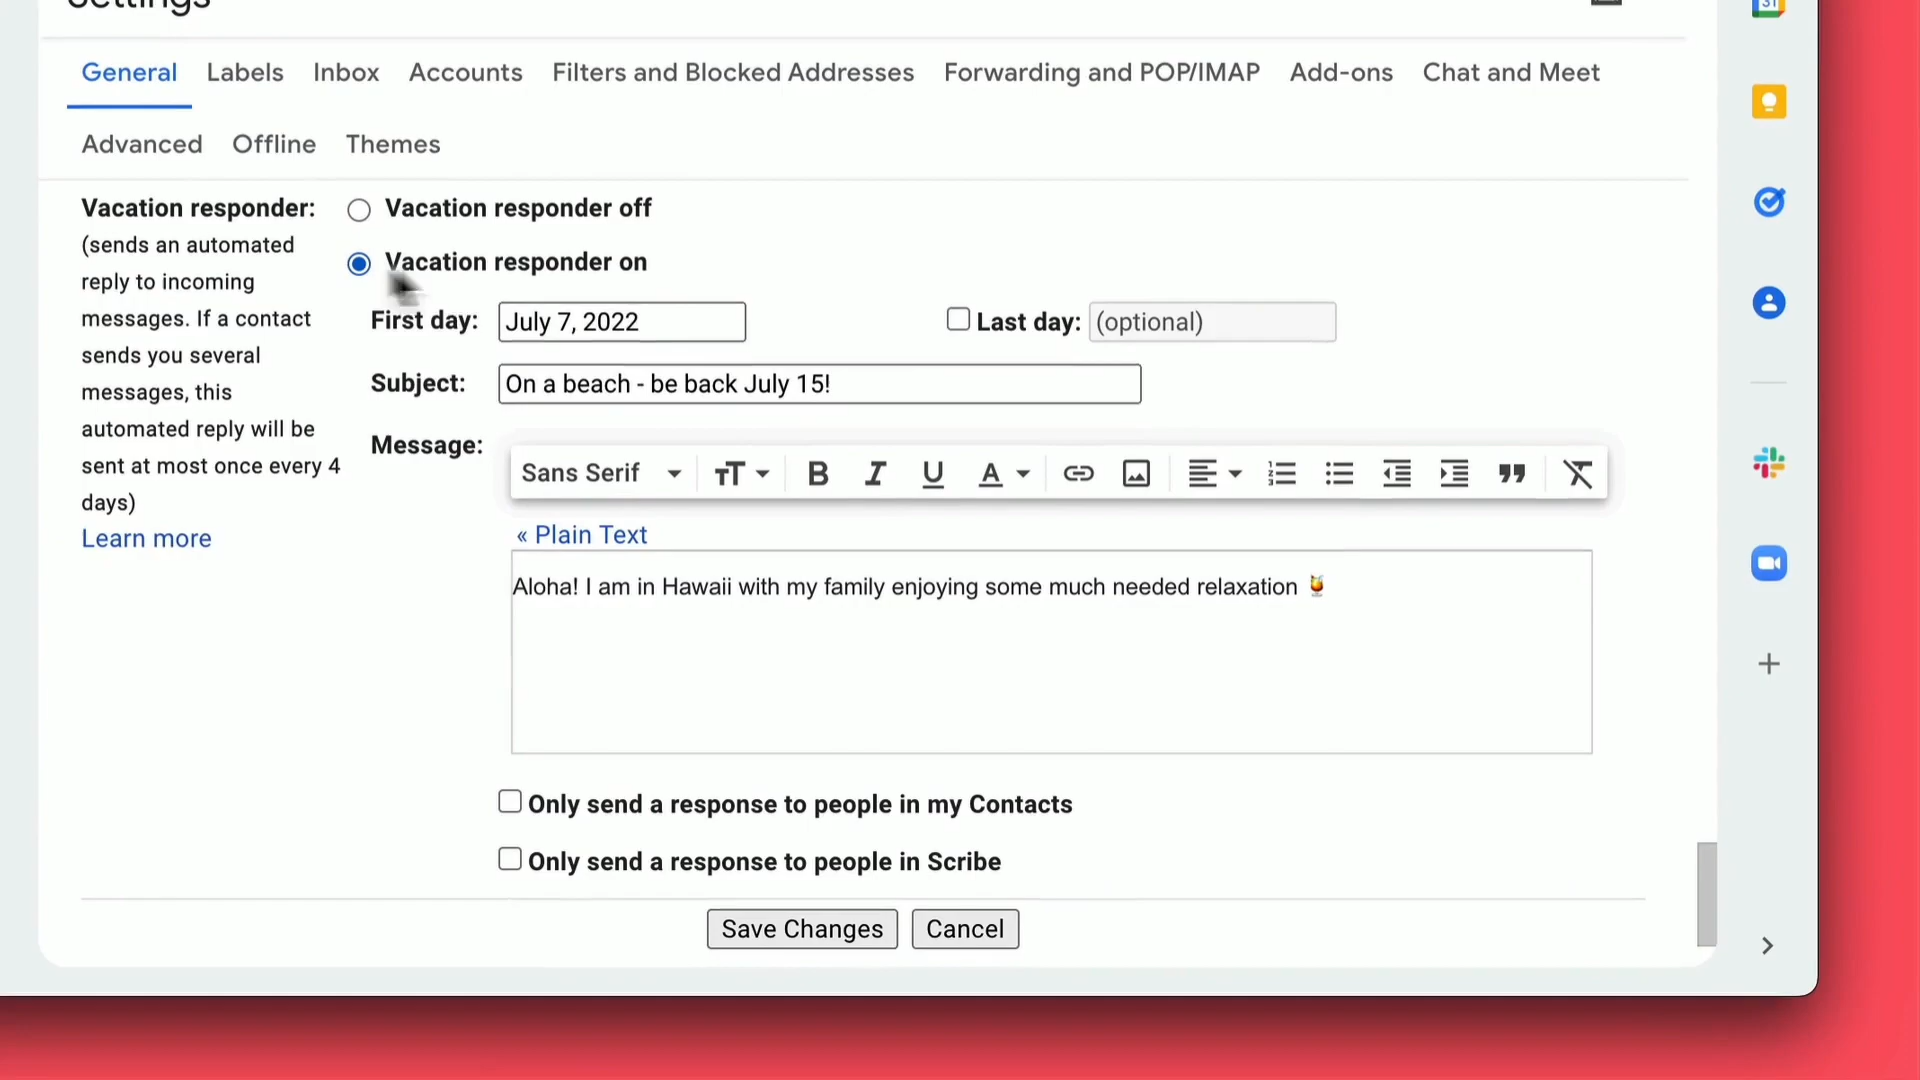 Settings
General Labels Inbox Accounts Filters and Blocked Addresses Forwarding and POP/IMAP Add-ons Chat and Meet
Advanced Offline Themes
Vacation responder:
(sends an automated
reply to incoming
messages. If a contact
sends you several
messages, this
automated reply will be
sent at most once every 4
days)
Learn more
Vacation responder off
Vacation responder on
First day: July 7, 2022 Last day: (optional)
Subject: On a beach - be back July 15!
Message:
Sans Serif
« Plain Text
Aloha! I am in Hawaii with my family enjoying some much needed relaxation 🍹
Only send a response to people in my Contacts
Only send a response to people in Scribe
Save Changes Cancel
31